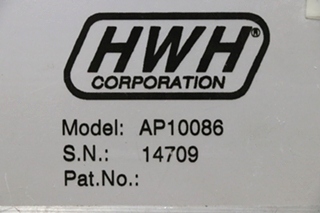 HWH®
CORPORATION
Model: AP10086
S.N.: 14709
Pat.No.: